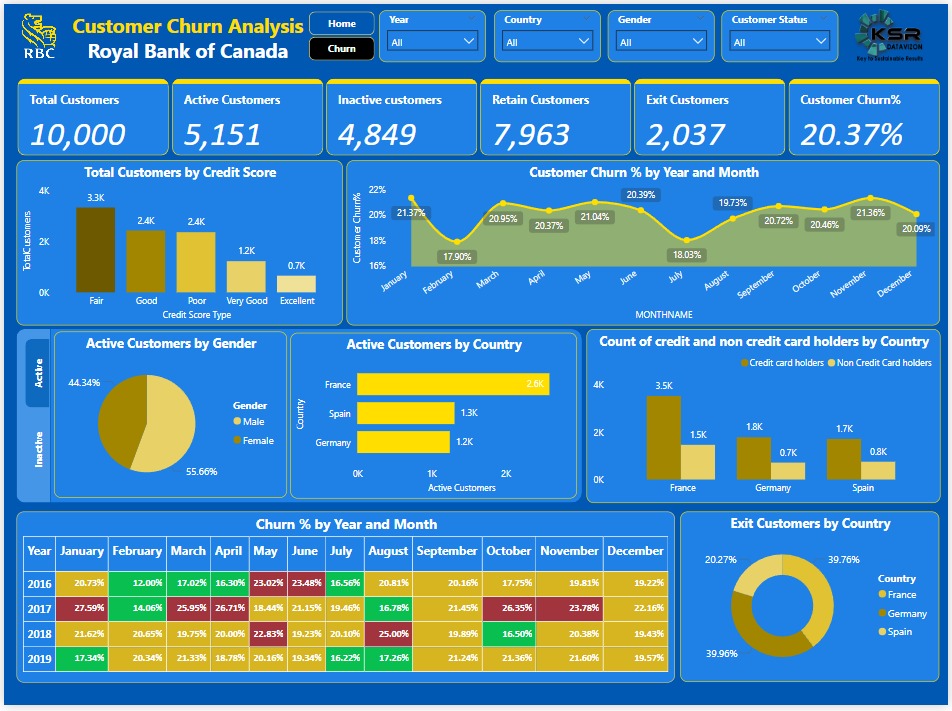 RBC
Customer Churn Analysis
Royal Bank of Canada
Home
Churn
Year
All
Country
All
Gender
All
Customer Status
All
KSR
DATAVIZON
Key to Sustainable Results
Total Customers
10,000
Active Customers
5,151
Inactive customers
4,849
Retain Customers
7,963
Exit Customers
2,037
Customer Churn%
20.37%
Total Customers by Credit Score
TotalCustomers
4K
2K
0K
3.3K
2.4K
2.4K
1.2K
0.7K
Fair Good Poor Very Good Excellent
Credit Score Type
Customer Churn % by Year and Month
Customer Churn%
22%
20%
18%
16%
21.37%
17.90%
20.95%
20.37%
21.04%
20.39%
18.03%
19.73%
20.72%
20.46%
21.36%
20.09%
January February March April May June July August September October November December
MONTHNAME
Active
Inactive
Active Customers by Gender
44.34%
55.66%
Gender
Male
Female
Active Customers by Country
Country
France 2.6K
Spain 1.3K
Germany 1.2K
0K 1K 2K
Active Customers
Count of credit and non credit card holders by Country
Credit card holders Non Credit Card holders
4K
2K
0K
3.5K
1.5K
1.8K
0.7K
1.7K
0.8K
France Germany Spain
Churn % by Year and Month
Year January February March April May June July August September October November December
2016 20.73% 12.00% 17.02% 16.30% 23.02% 23.48% 16.56% 20.81% 20.16% 17.75% 19.81% 19.22%
2017 27.59% 14.06% 25.95% 26.71% 18.44% 21.15% 19.46% 16.78% 21.45% 26.35% 23.78% 22.16%
2018 21.62% 20.65% 19.75% 20.00% 22.83% 19.23% 20.10% 25.00% 19.89% 16.50% 20.38% 19.43%
2019 17.34% 20.34% 21.33% 18.78% 20.16% 19.34% 16.22% 17.26% 21.24% 21.36% 21.60% 19.57%
Exit Customers by Country
20.27%
39.76%
39.96%
Country
France
Germany
Spain